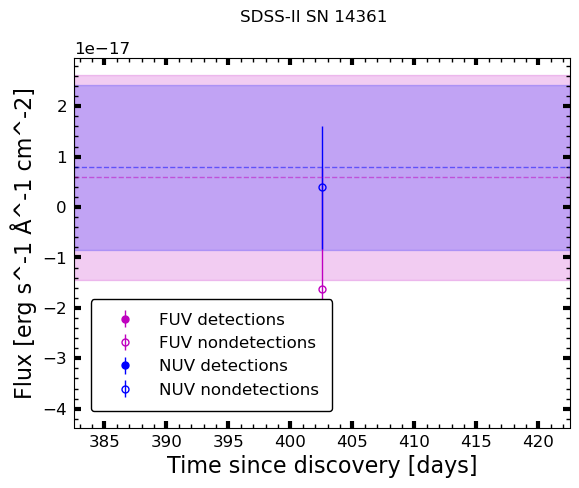 SDSS-II SN 14361
1e−17
Flux [erg s^-1 Å^-1 cm^-2]
2
1
0
−1
−2
−3
−4
FUV detections
FUV nondetections
NUV detections
NUV nondetections
385 390 395 400 405 410 415 420
Time since discovery [days]